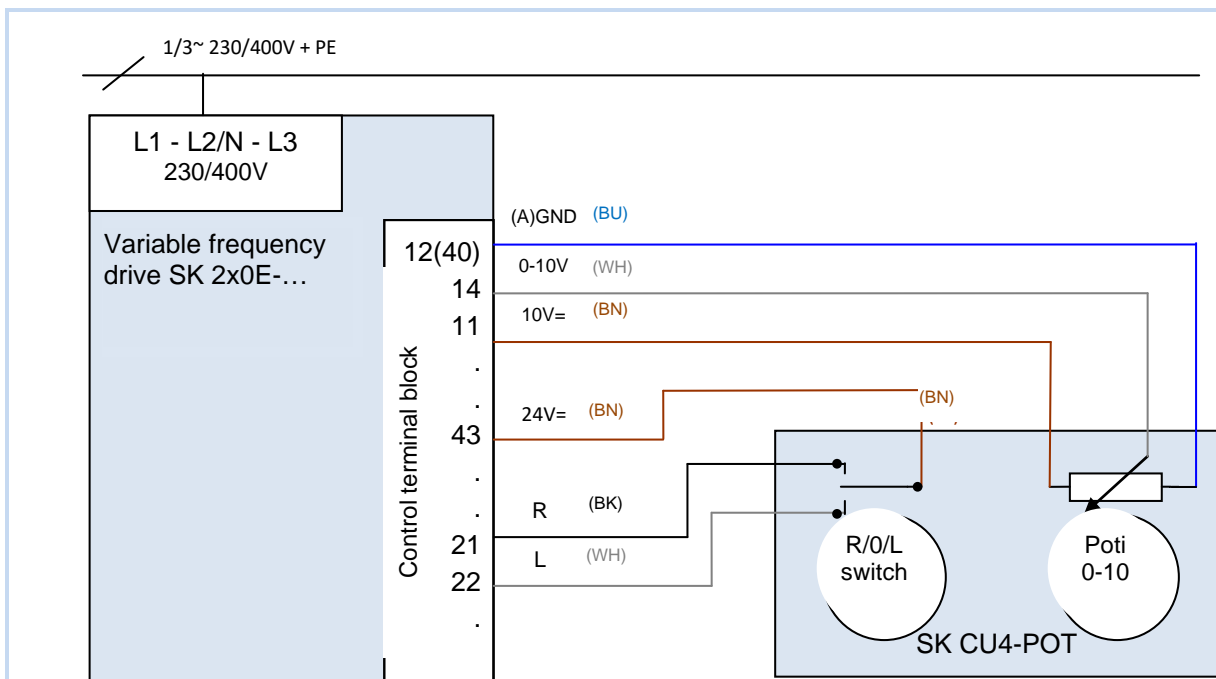 1/3~ 230/400V + PE
L1 - L2/N - L3
230/400V
Variable frequency
drive SK 2x0E-…
Control terminal block
12(40)
14
11
.
.
43
.
.
21
22
.
(A)GND (BU)
0-10V (WH)
10V= (BN)
24V= (BN)
(BN)
R (BK)
L (WH)
R/0/L
switch
Poti
0-10
SK CU4-POT